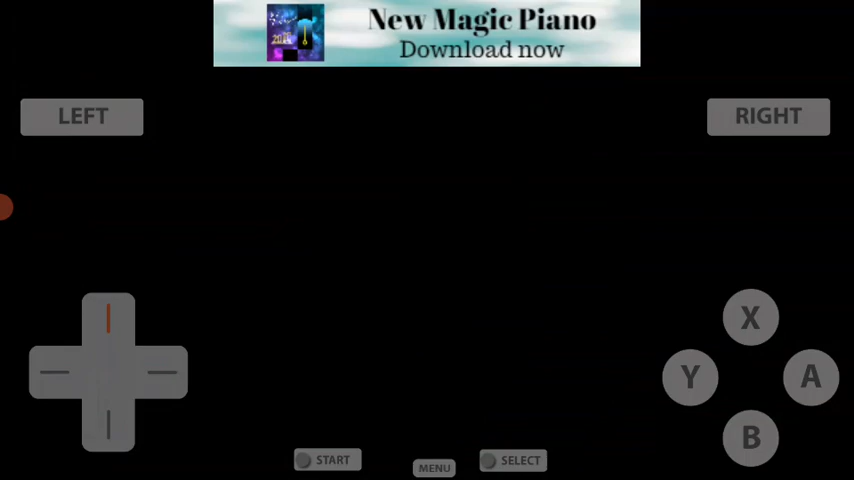 New Magic Piano
Download now
LEFT
RIGHT
X
Y
A
B
START
MENU
SELECT